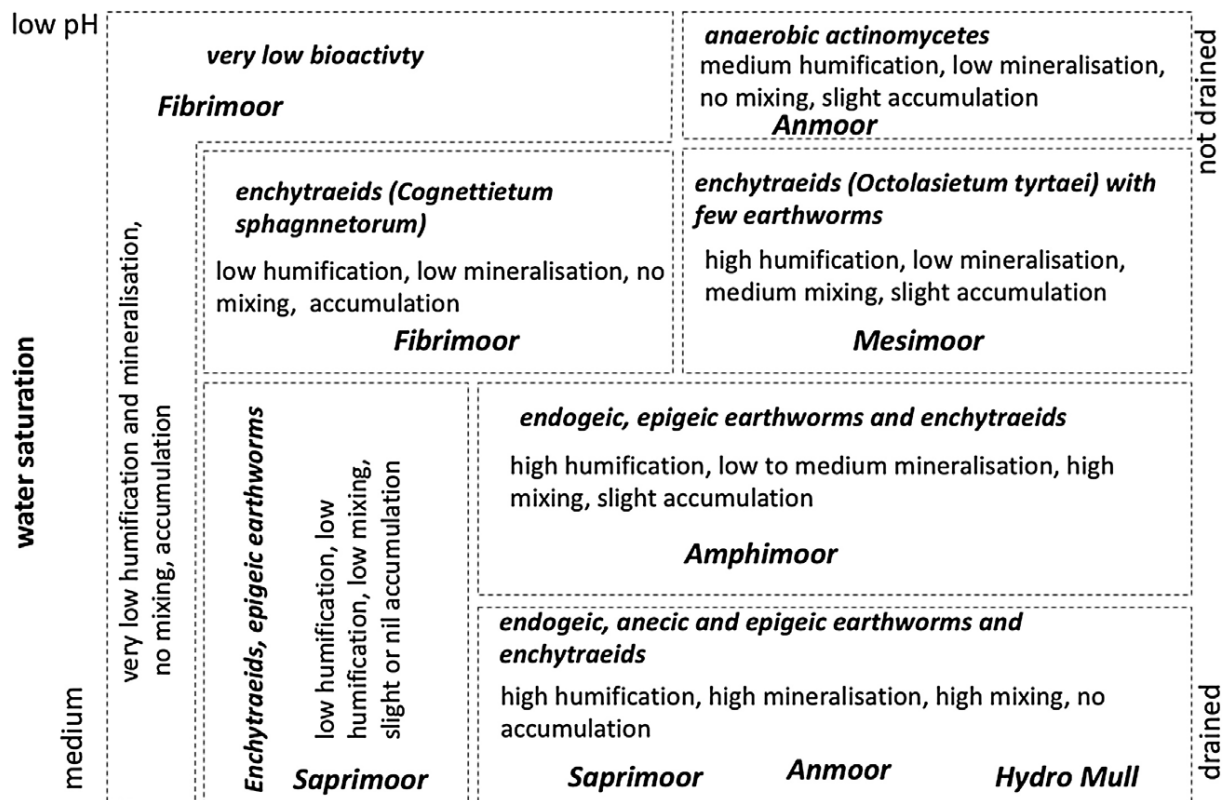 low pH
very low bioactivty
Fibrimoor
anaerobic actinomycetes
medium humification, low mineralisation,
no mixing, slight accumulation
Anmoor
not drained
enchytraeids (Cognettietum
sphagnnetorum)
low humification, low mineralisation, no
mixing, accumulation
Fibrimoor
enchytraeids (Octolasietum tyrtaei) with
few earthworms
high humification, low mineralisation,
medium mixing, slight accumulation
Mesimoor
water saturation
very low humification and mineralisation,
no mixing, accumulation
Enchytraeids, epigeic earthworms
low humification, low
humification, low mixing,
slight or nil accumulation
Saprimoor
endogeic, epigeic earthworms and enchytraeids
high humification, low to medium mineralisation, high
mixing, slight accumulation
Amphimoor
endogeic, anecic and epigeic earthworms and
enchytraeids
high humification, high mineralisation, high mixing, no
accumulation
Saprimoor
Anmoor
Hydro Mull
medium
drained